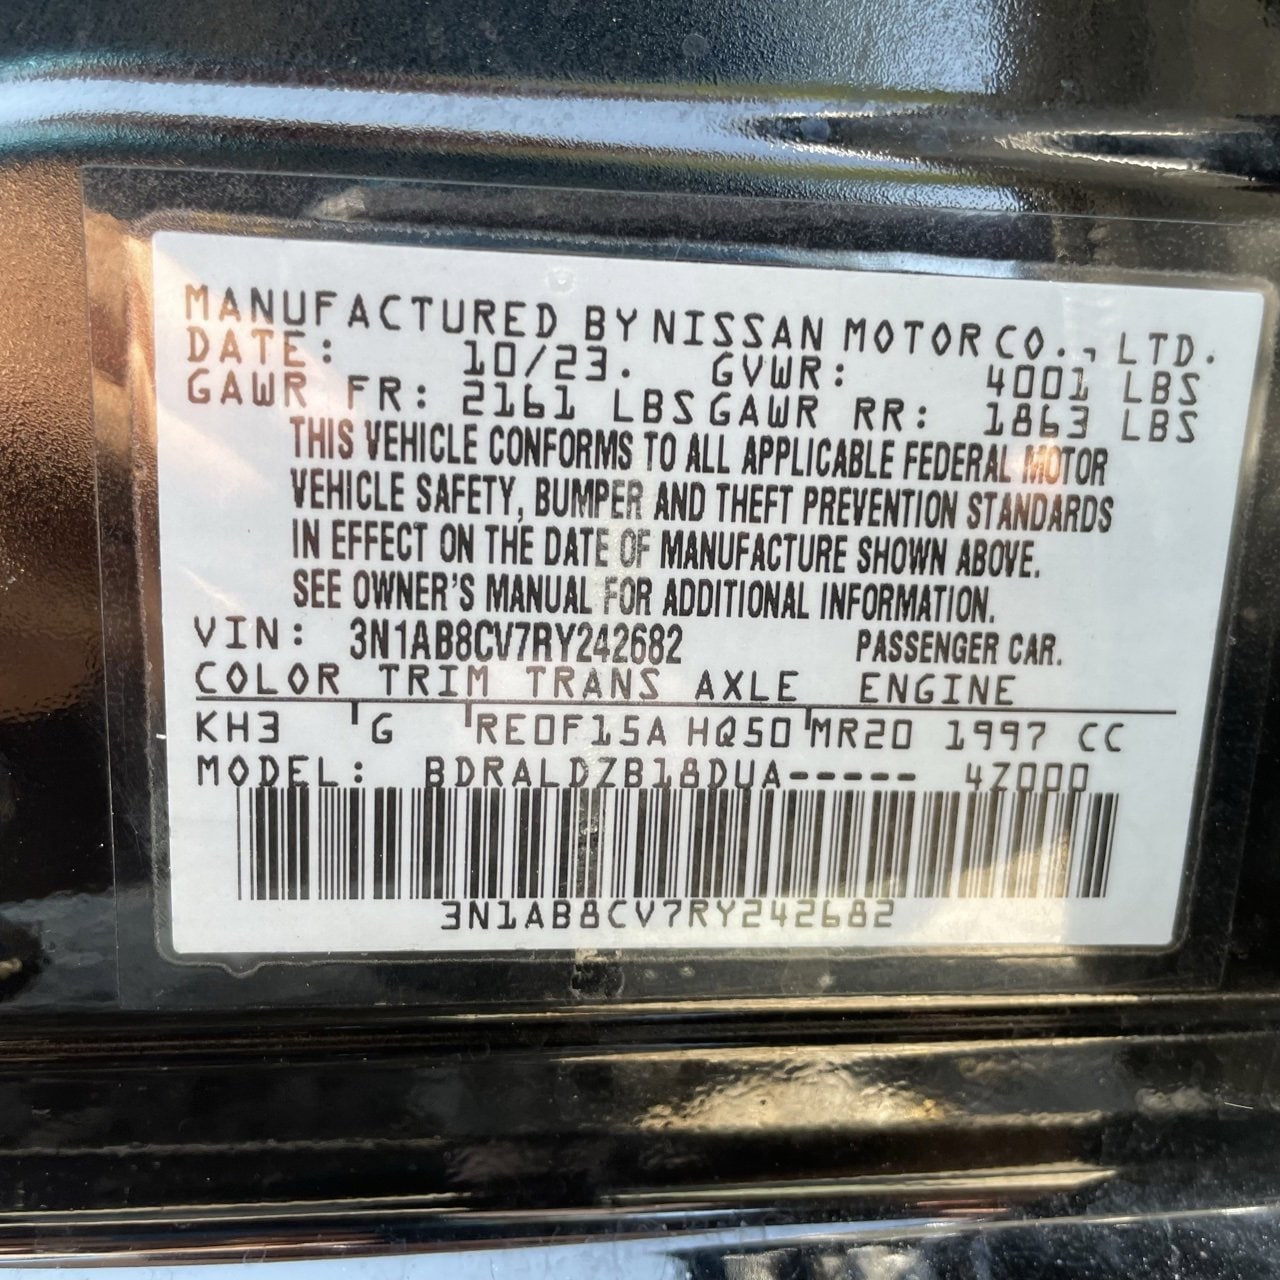 MANUFACTURED BY NISSAN MOTOR CO., LTD.
DATE: 10/23. GVWR: 4001 LBS
GAWR FR: 2161 LBS GAWR RR: 1863 LBS
THIS VEHICLE CONFORMS TO ALL APPLICABLE FEDERAL MOTOR
VEHICLE SAFETY, BUMPER AND THEFT PREVENTION STANDARDS
IN EFFECT ON THE DATE OF MANUFACTURE SHOWN ABOVE.
SEE OWNER'S MANUAL FOR ADDITIONAL INFORMATION.
VIN: 3N1AB8CV7RY242682 PASSENGER CAR.
COLOR TRIM TRANS AXLE ENGINE
KH3 G RE0F15A HQ50 MR20 1997 CC
MODEL: BDRALDZB18DUA----- 4Z000
3N1AB8CV7RY242682